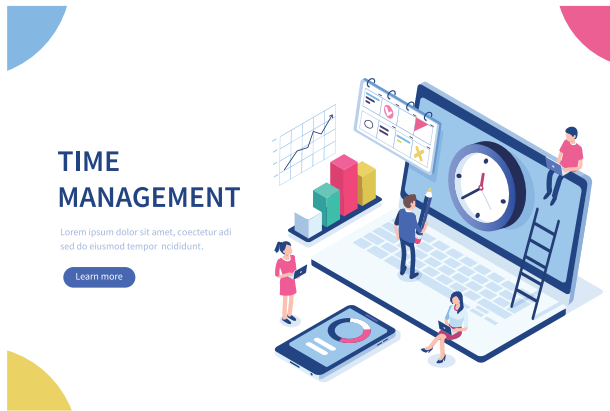 TIME
MANAGEMENT
Lorem ipsum dolor sit amet, coectetur adi
sed do eiusmod tempor ncididunt.
Learn more